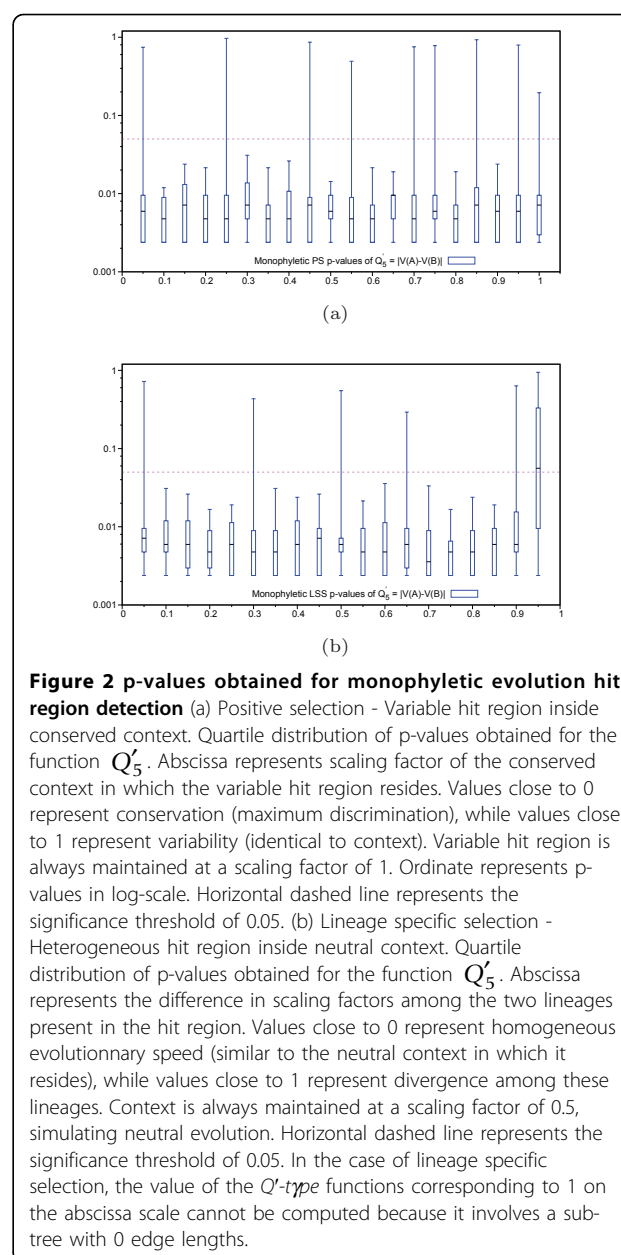 1
0.1
0.01
Monophyletic PS p-values of Q'5 = |V(A)-V(B)|
0.001
0 0.1 0.2 0.3 0.4 0.5 0.6 0.7 0.8 0.9 1
(a)
1
0.1
0.01
Monophyletic LSS p-values of Q'5 = |V(A)-V(B)|
0.001
0 0.1 0.2 0.3 0.4 0.5 0.6 0.7 0.8 0.9 1
(b)
Figure 2 p-values obtained for monophyletic evolution hit
region detection (a) Positive selection - Variable hit region inside
conserved context. Quartile distribution of p-values obtained for the
function Q′5. Abscissa represents scaling factor of the conserved
context in which the variable hit region resides. Values close to 0
represent conservation (maximum discrimination), while values close
to 1 represent variability (identical to context). Variable hit region is
always maintained at a scaling factor of 1. Ordinate represents p-
values in log-scale. Horizontal dashed line represents the
significance threshold of 0.05. (b) Lineage specific selection -
Heterogeneous hit region inside neutral context. Quartile
distribution of p-values obtained for the function Q′5. Abscissa
represents the difference in scaling factors among the two lineages
present in the hit region. Values close to 0 represent homogeneous
evolutionnary speed (similar to the neutral context in which it
resides), while values close to 1 represent divergence among these
lineages. Context is always maintained at a scaling factor of 0.5,
simulating neutral evolution. Horizontal dashed line represents the
significance threshold of 0.05. In the case of lineage specific
selection, the value of the Q′-type functions corresponding to 1 on
the abscissa scale cannot be computed because it involves a sub-
tree with 0 edge lengths.